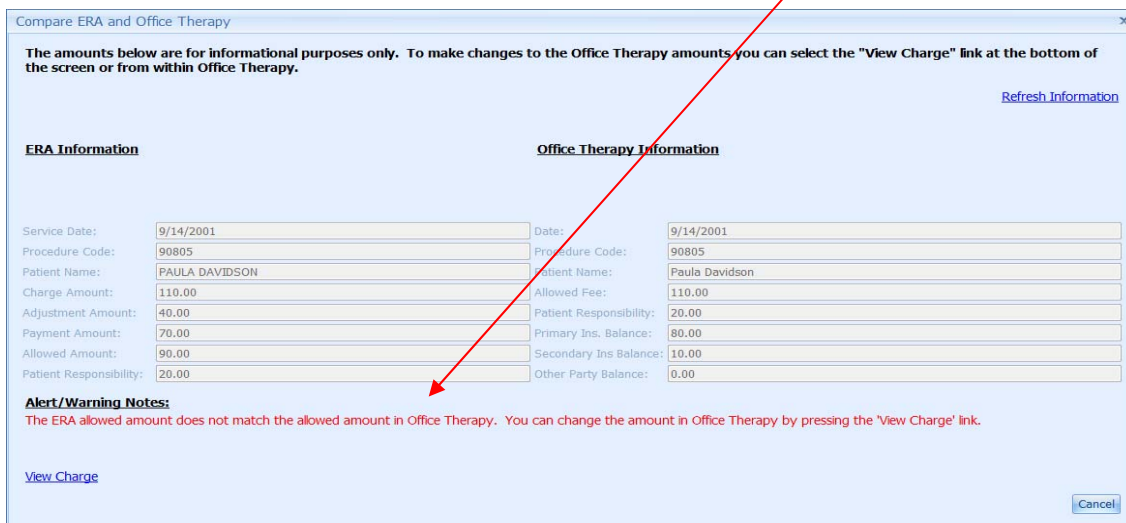 Compare ERA and Office Therapy
The amounts below are for informational purposes only. To make changes to the Office Therapy amounts you can select the "View Charge" link at the bottom of
the screen or from within Office Therapy.
Refresh Information
ERA Information
Office Therapy Information
Service Date: 9/14/2001 Date: 9/14/2001
Procedure Code: 90805 Procedure Code: 90805
Patient Name: PAULA DAVIDSON Patient Name: Paula Davidson
Charge Amount: 110.00 Allowed Fee: 110.00
Adjustment Amount: 40.00 Patient Responsibility: 20.00
Payment Amount: 70.00 Primary Ins. Balance: 80.00
Allowed Amount: 90.00 Secondary Ins Balance: 10.00
Patient Responsibility: 20.00 Other Party Balance: 0.00
Alert/Warning Notes:
The ERA allowed amount does not match the allowed amount in Office Therapy. You can change the amount in Office Therapy by pressing the 'View Charge' link.
View Charge
Cancel